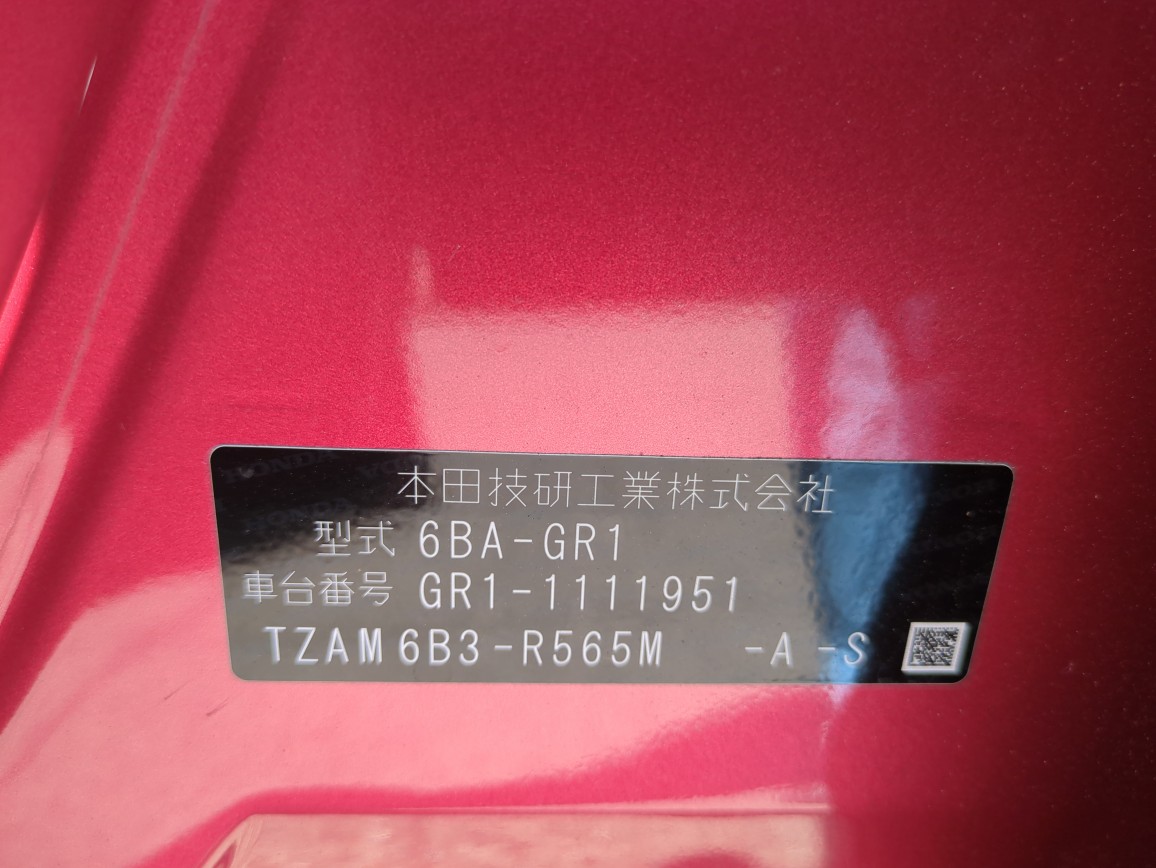 本田技研工業株式会社
型式 6BA-GR1
車台番号 GR1-1111951
TZAM6B3-R565M -A -S